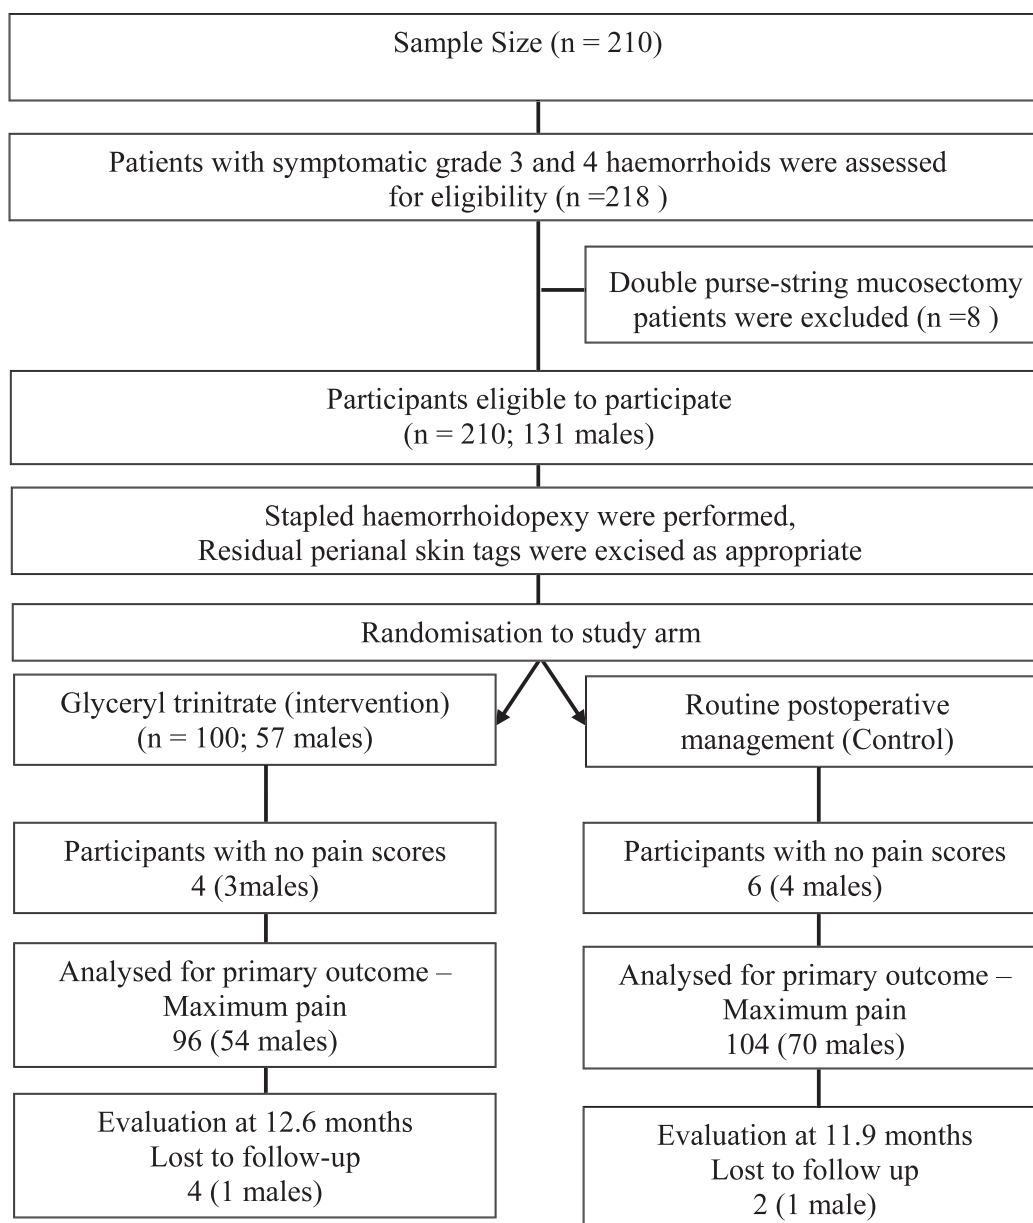 Sample Size (n = 210)
Patients with symptomatic grade 3 and 4 haemorrhoids were assessed
for eligibility (n =218 )
Double purse-string mucosectomy
patients were excluded (n =8 )
Participants eligible to participate
(n = 210; 131 males)
Stapled haemorrhoidopexy were performed,
Residual perianal skin tags were excised as appropriate
Randomisation to study arm
Glyceryl trinitrate (intervention)
(n = 100; 57 males)
Routine postoperative
management (Control)
Participants with no pain scores
4 (3males)
Participants with no pain scores
6 (4 males)
Analysed for primary outcome –
Maximum pain
96 (54 males)
Analysed for primary outcome –
Maximum pain
104 (70 males)
Evaluation at 12.6 months
Lost to follow-up
4 (1 males)
Evaluation at 11.9 months
Lost to follow up
2 (1 male)